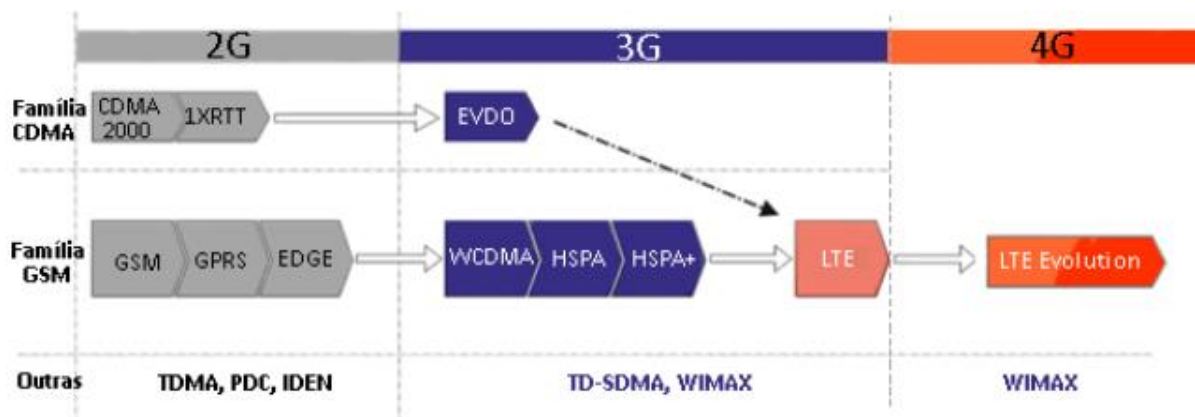 2G 3G 4G
Família
CDMA
CDMA
2000
1XRTT
EVDO
Família
GSM
GSM
GPRS
EDGE
WCDMA
HSPA
HSPA+
LTE
LTE Evolution
Outras
TDMA, PDC, IDEN
TD-SDMA, WIMAX
WIMAX